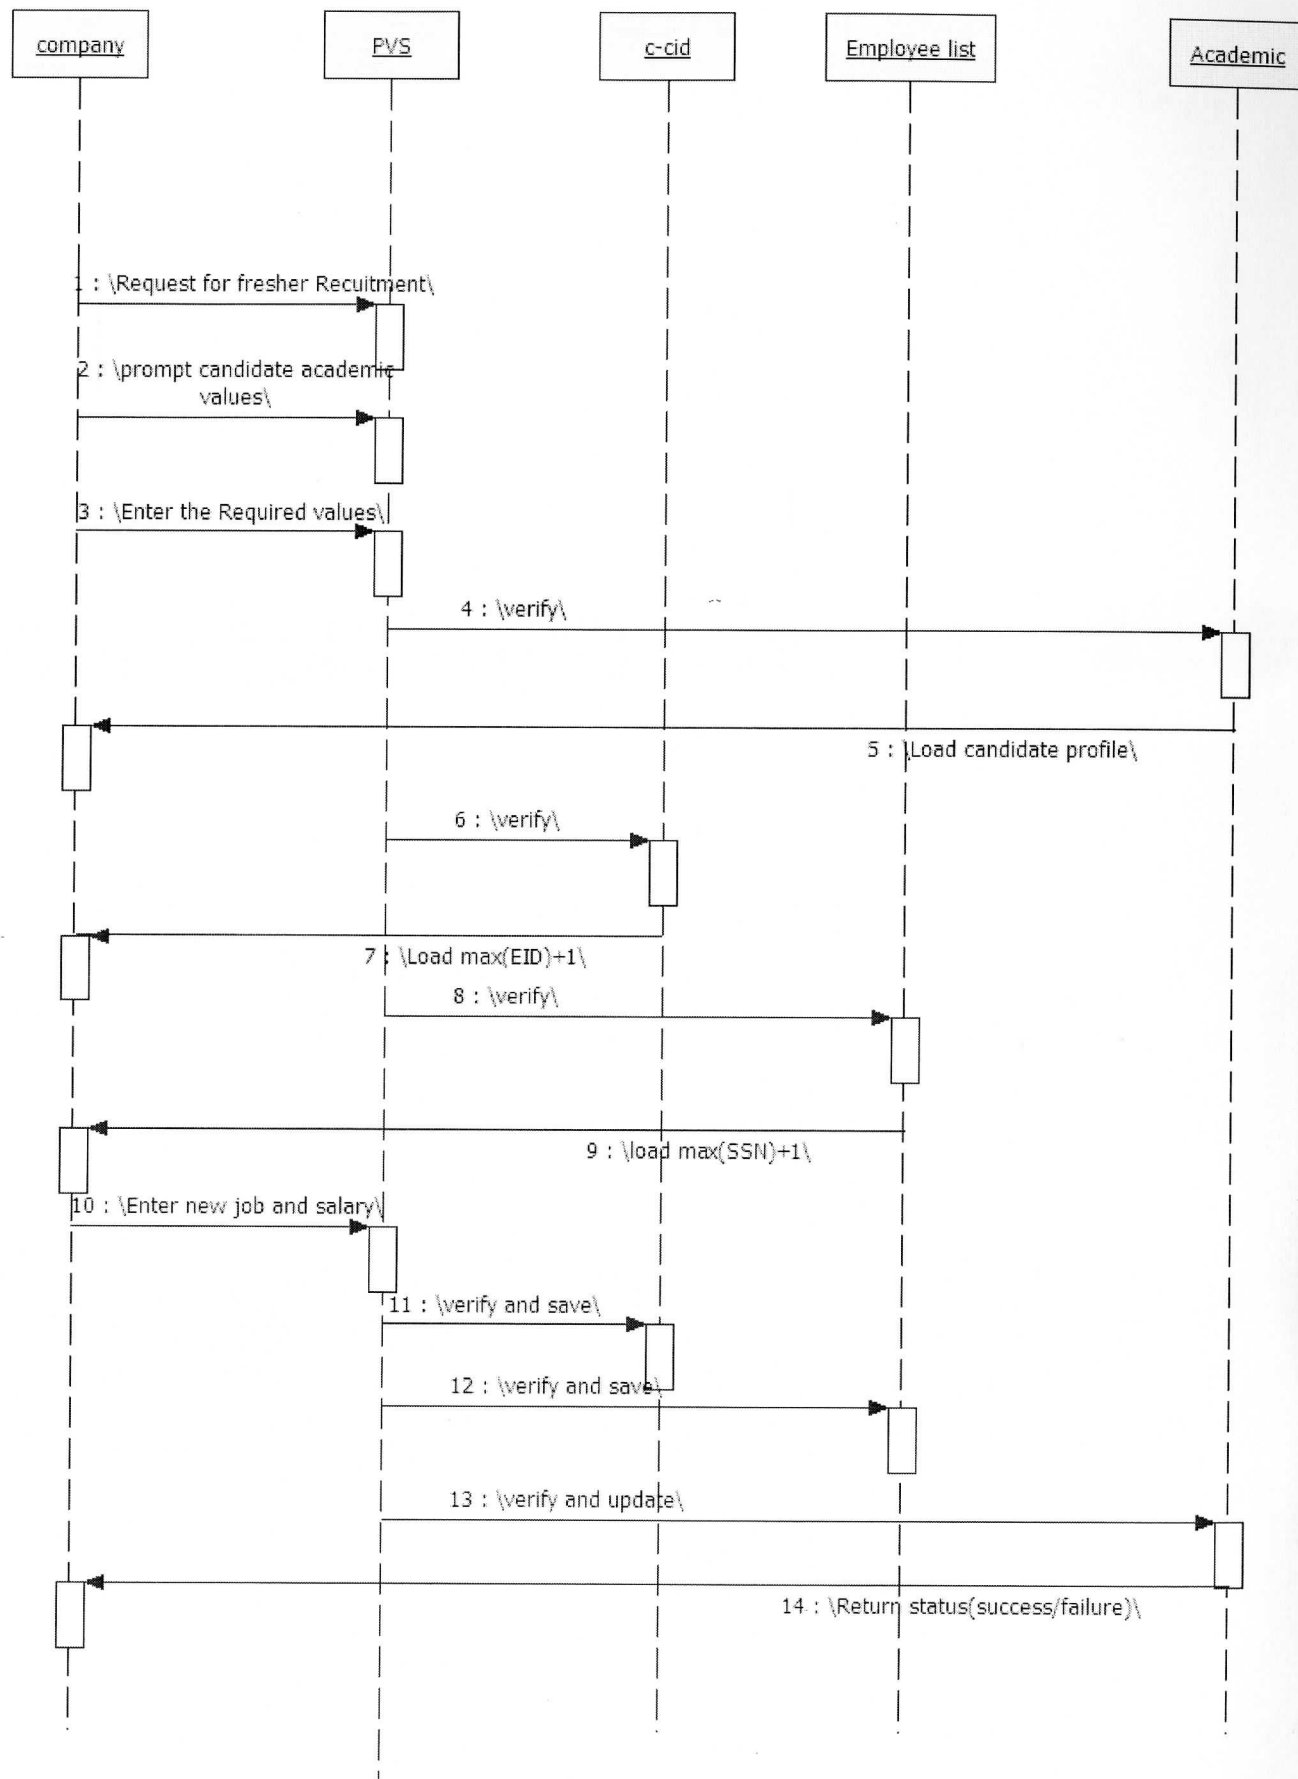 company
PVS
c-cid
Employee list
Academic
1 : \Request for fresher Recuitment\
2 : \prompt candidate academic
values\
3 : \Enter the Required values\
4 : \verify\
5 : \Load candidate profile\
6 : \verify\
7 : \Load max(EID)+1\
8 : \verify\
9 : \load max(SSN)+1\
10 : \Enter new job and salary\
11 : \verify and save\
12 : \verify and save\
13 : \verify and update\
14 : \Return status(success/failure)\